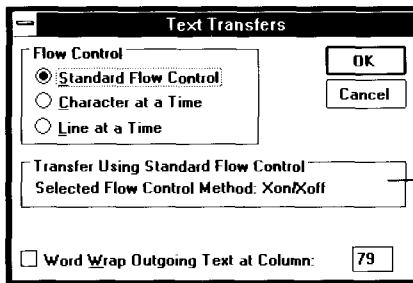 Text Transfers
Flow Control
Standard Flow Control
Character at a Time
Line at a Time
OK
Cancel
Transfer Using Standard Flow Control
Selected Flow Control Method: Xon/Xoff
Word Wrap Outgoing Text at Column: 79